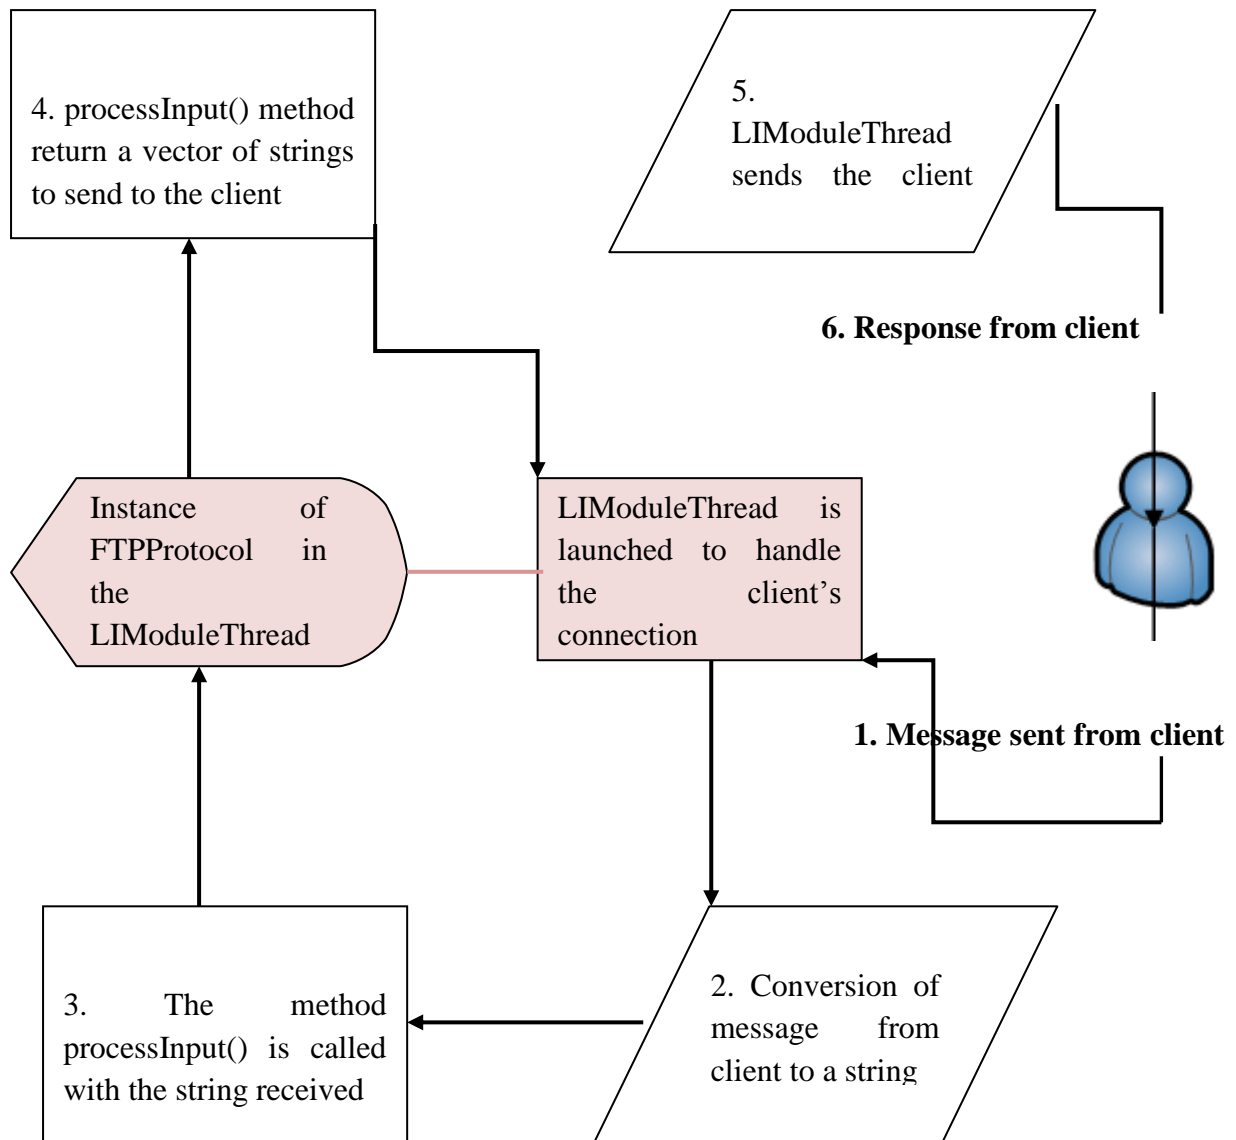 4. processInput() method
return a vector of strings
to send to the client
5.
LIModuleThread
sends the client
6. Response from client
Instance of
FTPProtocol in
the
LIModuleThread
LIModuleThread is
launched to handle
the client’s
connection
1. Message sent from client
3. The method
processInput() is called
with the string received
2. Conversion of
message from
client to a string